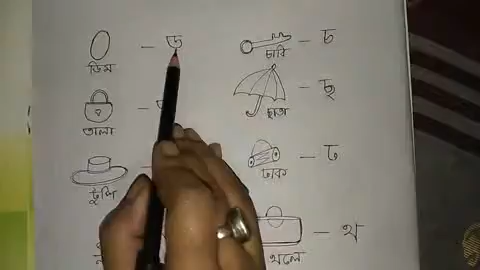 ডিম – ড
চাবি – চ
তালা –
ছাতা – ছ
টুপি
ঢাক – ঢ
থলে – থ